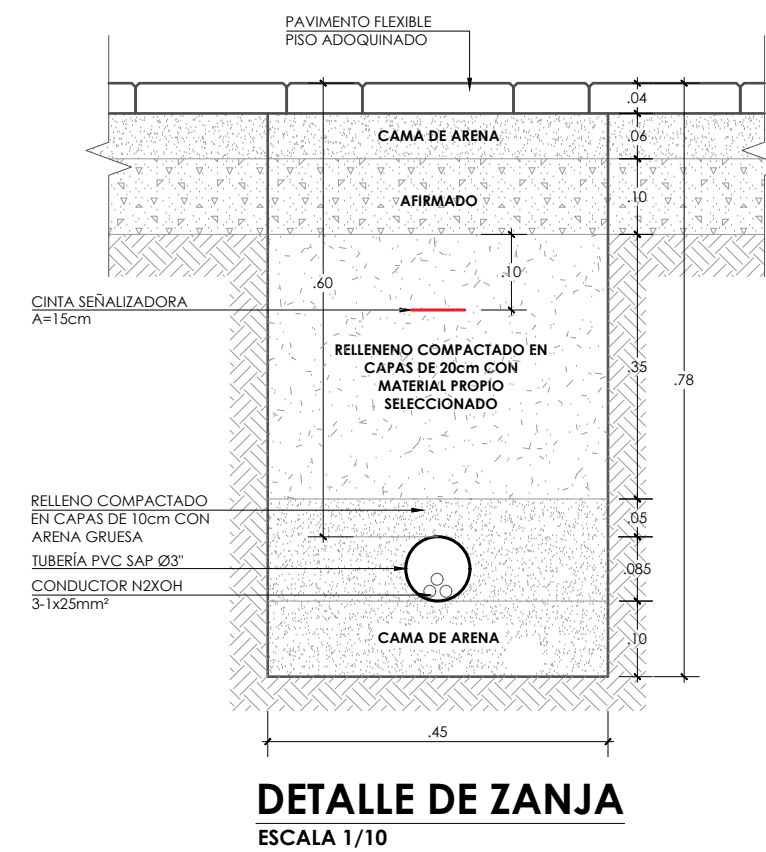 PAVIMENTO FLEXIBLE
PISO ADOQUINADO
.04
CAMA DE ARENA
.06
AFIRMADO
.10
.10
.60
CINTA SEÑALIZADORA
A=15cm
RELLENENO COMPACTADO EN
CAPAS DE 20cm CON
MATERIAL PROPIO
SELECCIONADO
.35
.78
RELLENO COMPACTADO
EN CAPAS DE 10cm CON
ARENA GRUESA
.05
TUBERÍA PVC SAP Ø3"
.085
CONDUCTOR N2XOH
3-1x25mm²
CAMA DE ARENA
.10
.45
DETALLE DE ZANJA
ESCALA 1/10